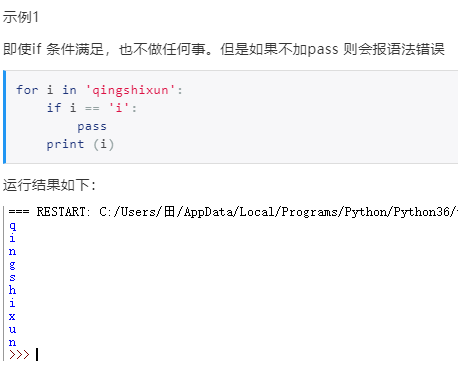 示例1
即使if 条件满足，也不做任何事。但是如果不加pass 则会报语法错误
for i in 'qingshixun':
    if i == 'i':
        pass
    print (i)
运行结果如下：
=== RESTART: C:/Users/田/AppData/Local/Programs/Python/Python36/
q
i
n
g
s
h
i
x
u
n
>>>